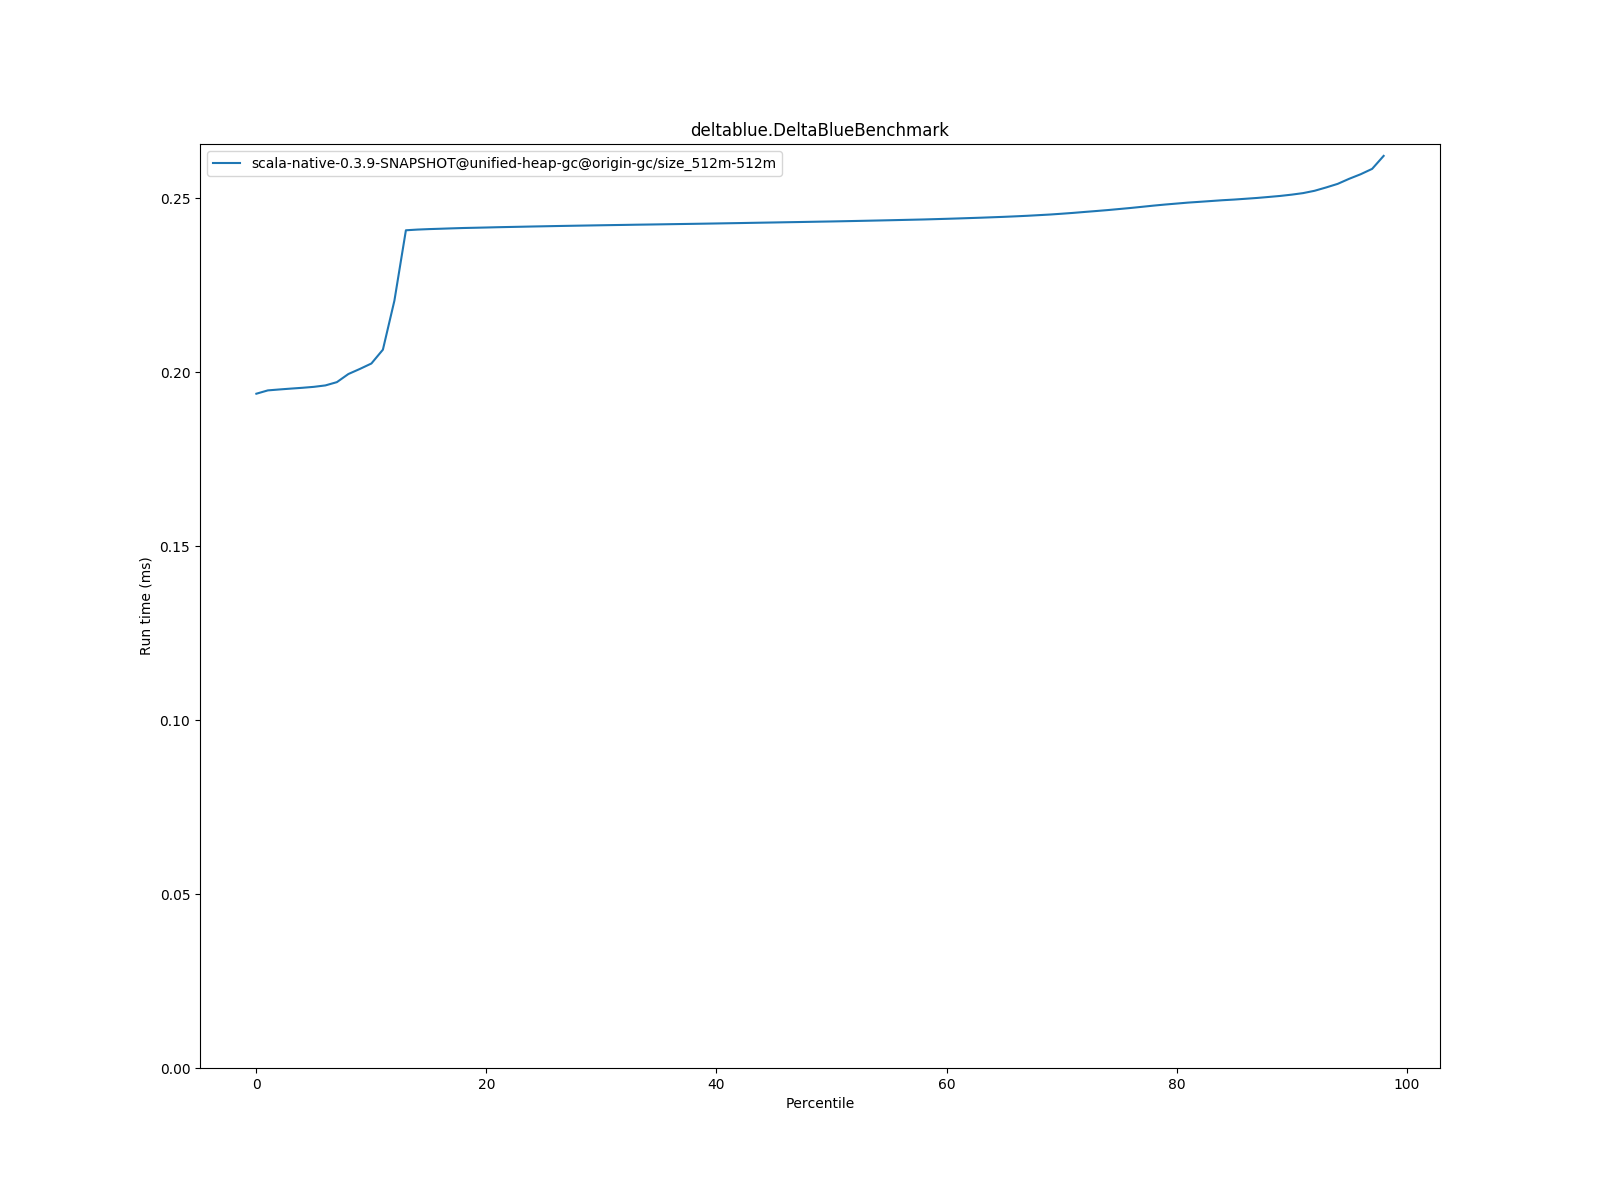 deltablue.DeltaBlueBenchmark
scala-native-0.3.9-SNAPSHOT@unified-heap-gc@origin-gc/size_512m-512m
0.25
0.20
0.15
0.10
0.05
0.00
Run time (ms)
0 20 40 60 80 100
Percentile